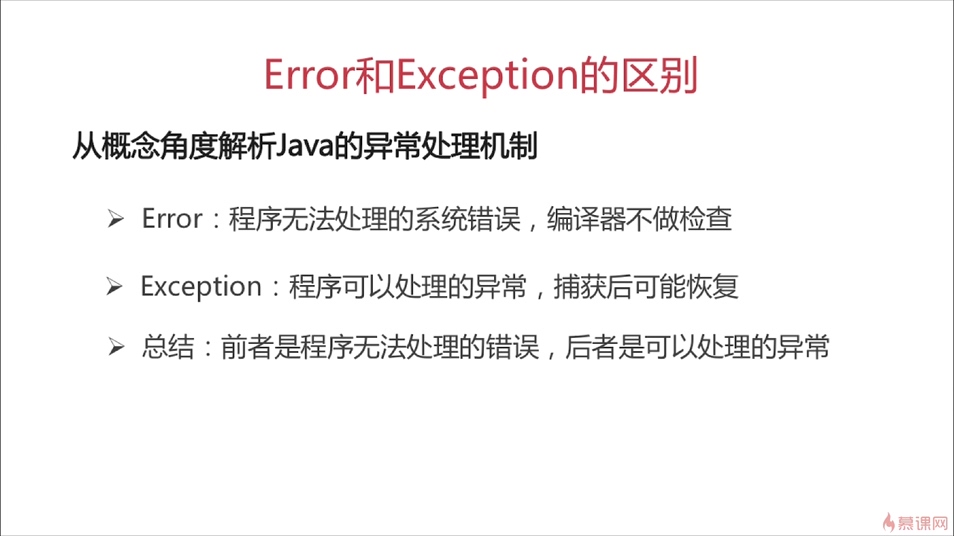 Error和Exception的区别
从概念角度解析Java的异常处理机制
➢ Error：程序无法处理的系统错误，编译器不做检查
➢ Exception：程序可以处理的异常，捕获后可能恢复
➢ 总结：前者是程序无法处理的错误，后者是可以处理的异常
慕课网